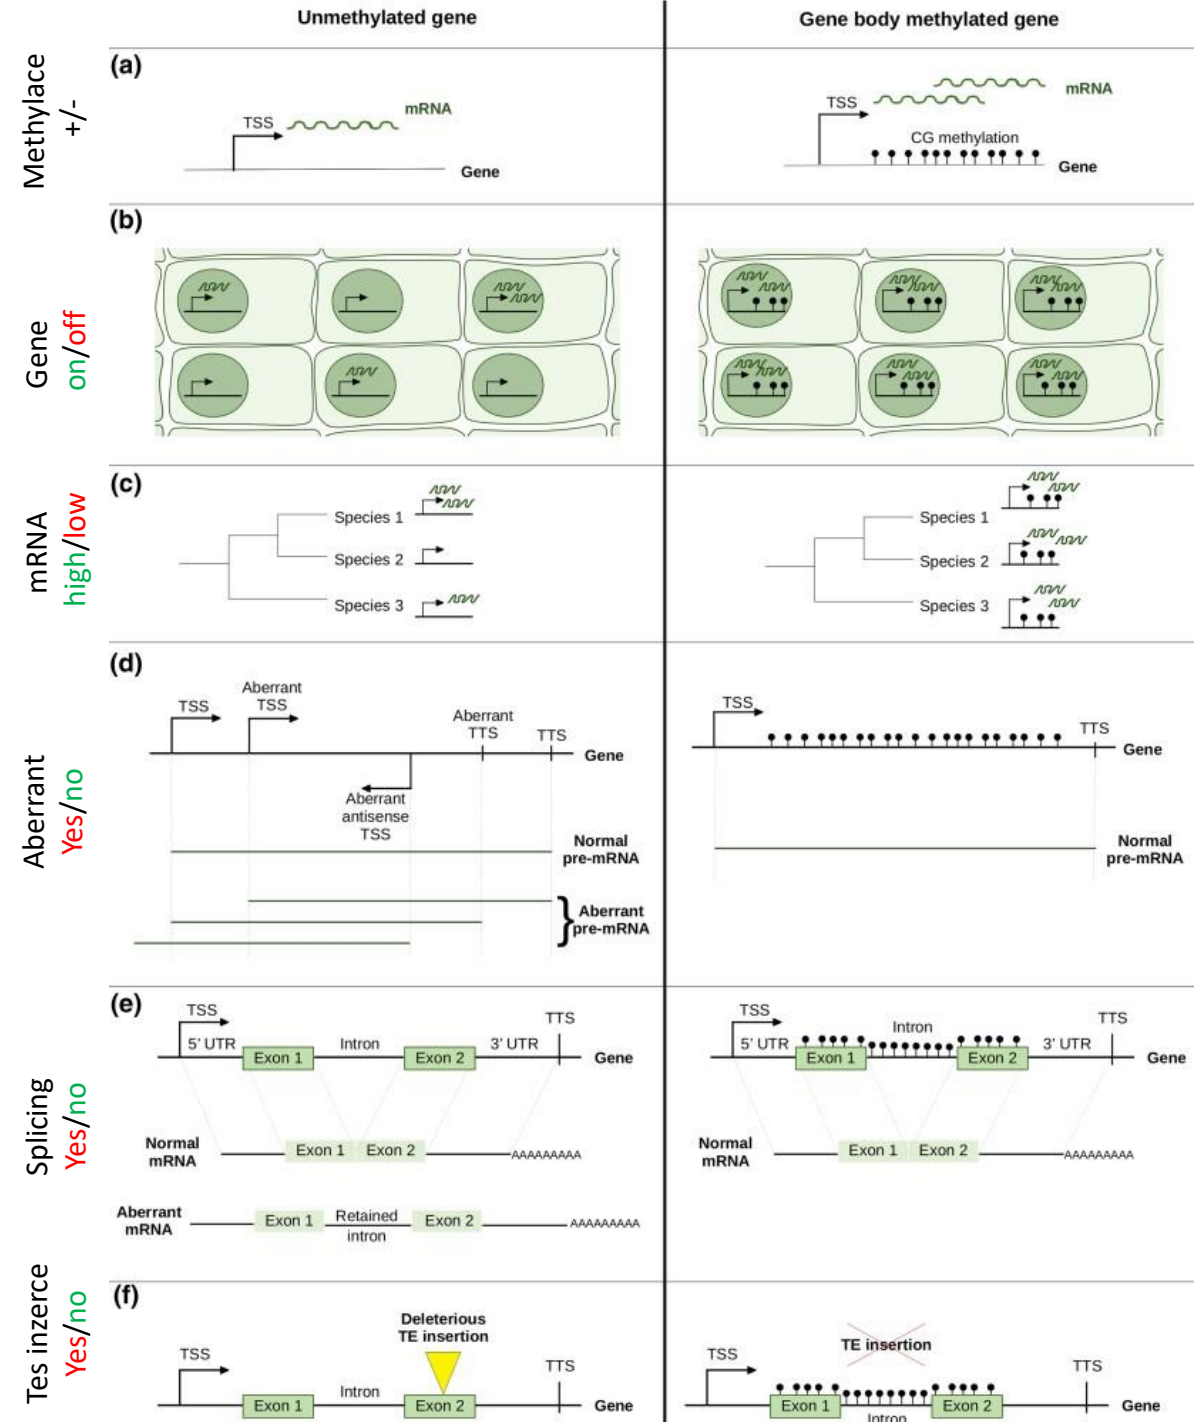 Unmethylated gene
Gene body methylated gene
Methylace
+/-
(a)
TSS
mRNA
Gene
TSS
mRNA
CG methylation
Gene
Gene
on/off
(b)
mRNA
high/low
(c)
Species 1
Species 2
Species 3
Species 1
Species 2
Species 3
Aberrant
Yes/no
(d)
TSS
Aberrant
TSS
Aberrant
TTS
TTS
Gene
Aberrant
antisense
TSS
Normal
pre-mRNA
Aberrant
pre-mRNA
TSS
TTS
Gene
Normal
pre-mRNA
Splicing
Yes/no
(e)
TSS
5' UTR
Exon 1
Intron
Exon 2
3' UTR
TTS
Gene
Normal
mRNA
Exon 1
Exon 2
AAAAAAAAA
Aberrant
mRNA
Exon 1
Retained
intron
Exon 2
AAAAAAAAA
TSS
5' UTR
Exon 1
Intron
Exon 2
3' UTR
TTS
Gene
Normal
mRNA
Exon 1
Exon 2
AAAAAAAAA
Tes inzerce
Yes/no
(f)
TSS
Exon 1
Intron
Deleterious
TE insertion
Exon 2
TTS
Gene
TSS
Exon 1
TE insertion
Intron
Exon 2
TTS
Gene